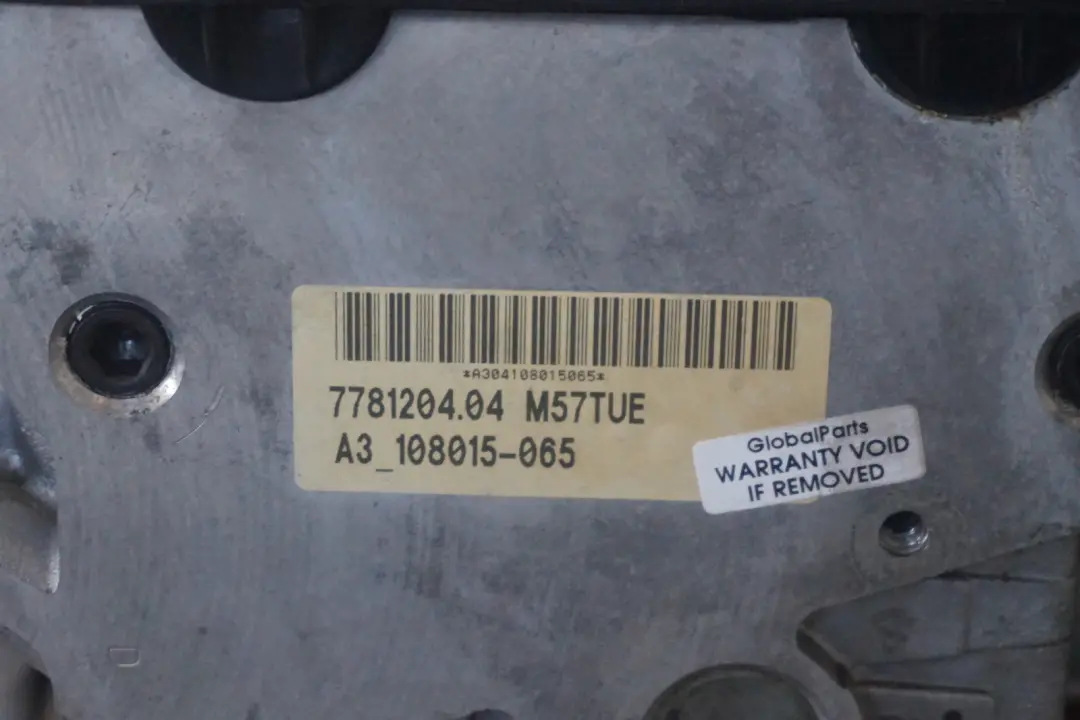 *A304108015065*
7781204.04 M57TUE
A3_108015-065
GlobalParts
WARRANTY VOID
IF REMOVED